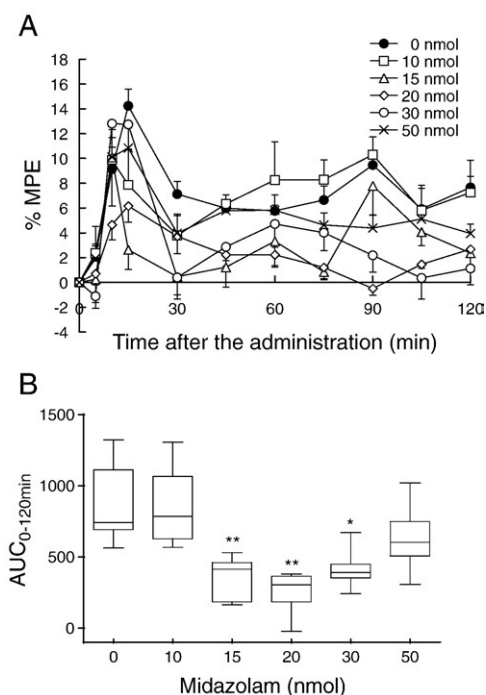 A
18
16
14
12
10
8
6
4
2
0
-2
-4
% MPE
0 nmol
10 nmol
15 nmol
20 nmol
30 nmol
50 nmol
0 30 60 90 120
Time after the administration (min)
B
1500
1000
500
0
AUC0-120min
** ** *
0 10 15 20 30 50
Midazolam (nmol)